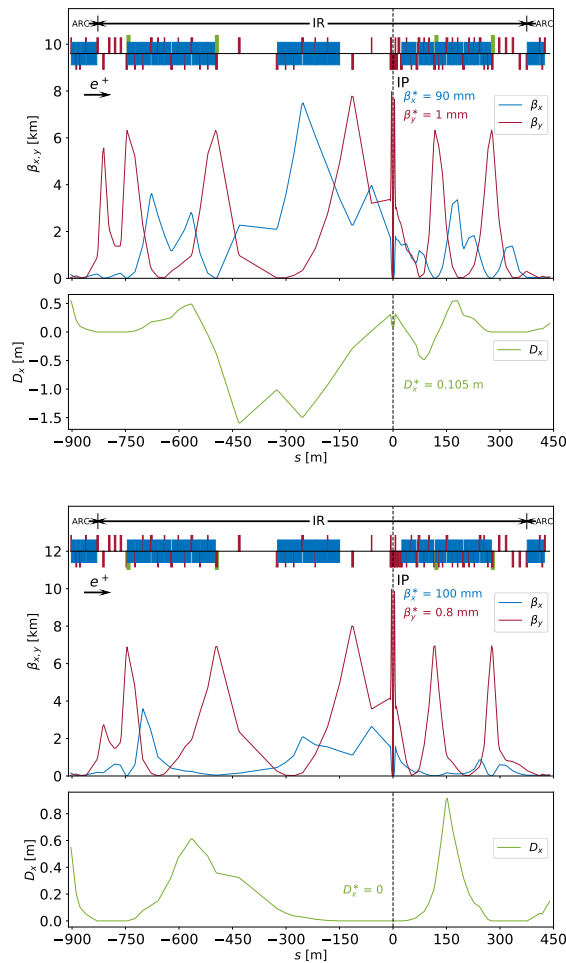 ARC IR ARC
10
e⁺
IP
βₓ* = 90 mm
βᵧ* = 1 mm
βₓ
βᵧ
8
6
4
2
0
βₓ,ᵧ [km]
0.5
0.0
−0.5
−1.0
−1.5
Dₓ [m]
Dₓ
Dₓ* = 0.105 m
−900 −750 −600 −450 −300 −150 0 150 300 450
s [m]
ARC IR ARC
12
e⁺
IP
βₓ* = 100 mm
βᵧ* = 0.8 mm
βₓ
βᵧ
10
8
6
4
2
0
βₓ,ᵧ [km]
0.8
0.6
0.4
0.2
0.0
Dₓ [m]
Dₓ
Dₓ* = 0
−900 −750 −600 −450 −300 −150 0 150 300 450
s [m]